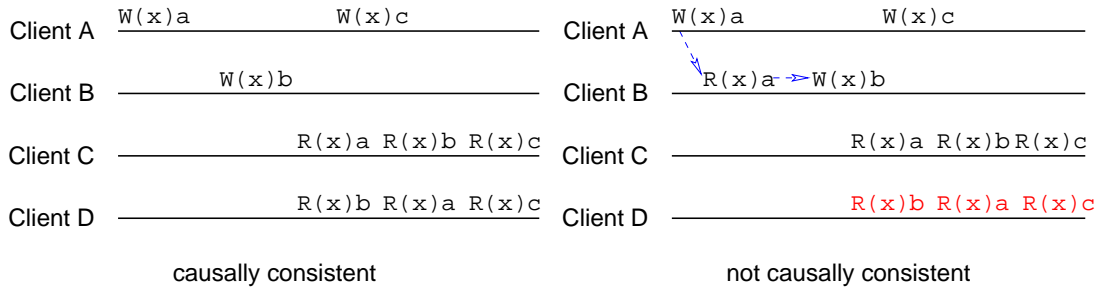 W(x)a W(x)c
Client A
W(x)b
Client B
R(x)a R(x)b R(x)c
Client C
R(x)b R(x)a R(x)c
Client D
causally consistent
W(x)a W(x)c
Client A
R(x)a W(x)b
Client B
R(x)a R(x)b R(x)c
Client C
R(x)b R(x)a R(x)c
Client D
not causally consistent